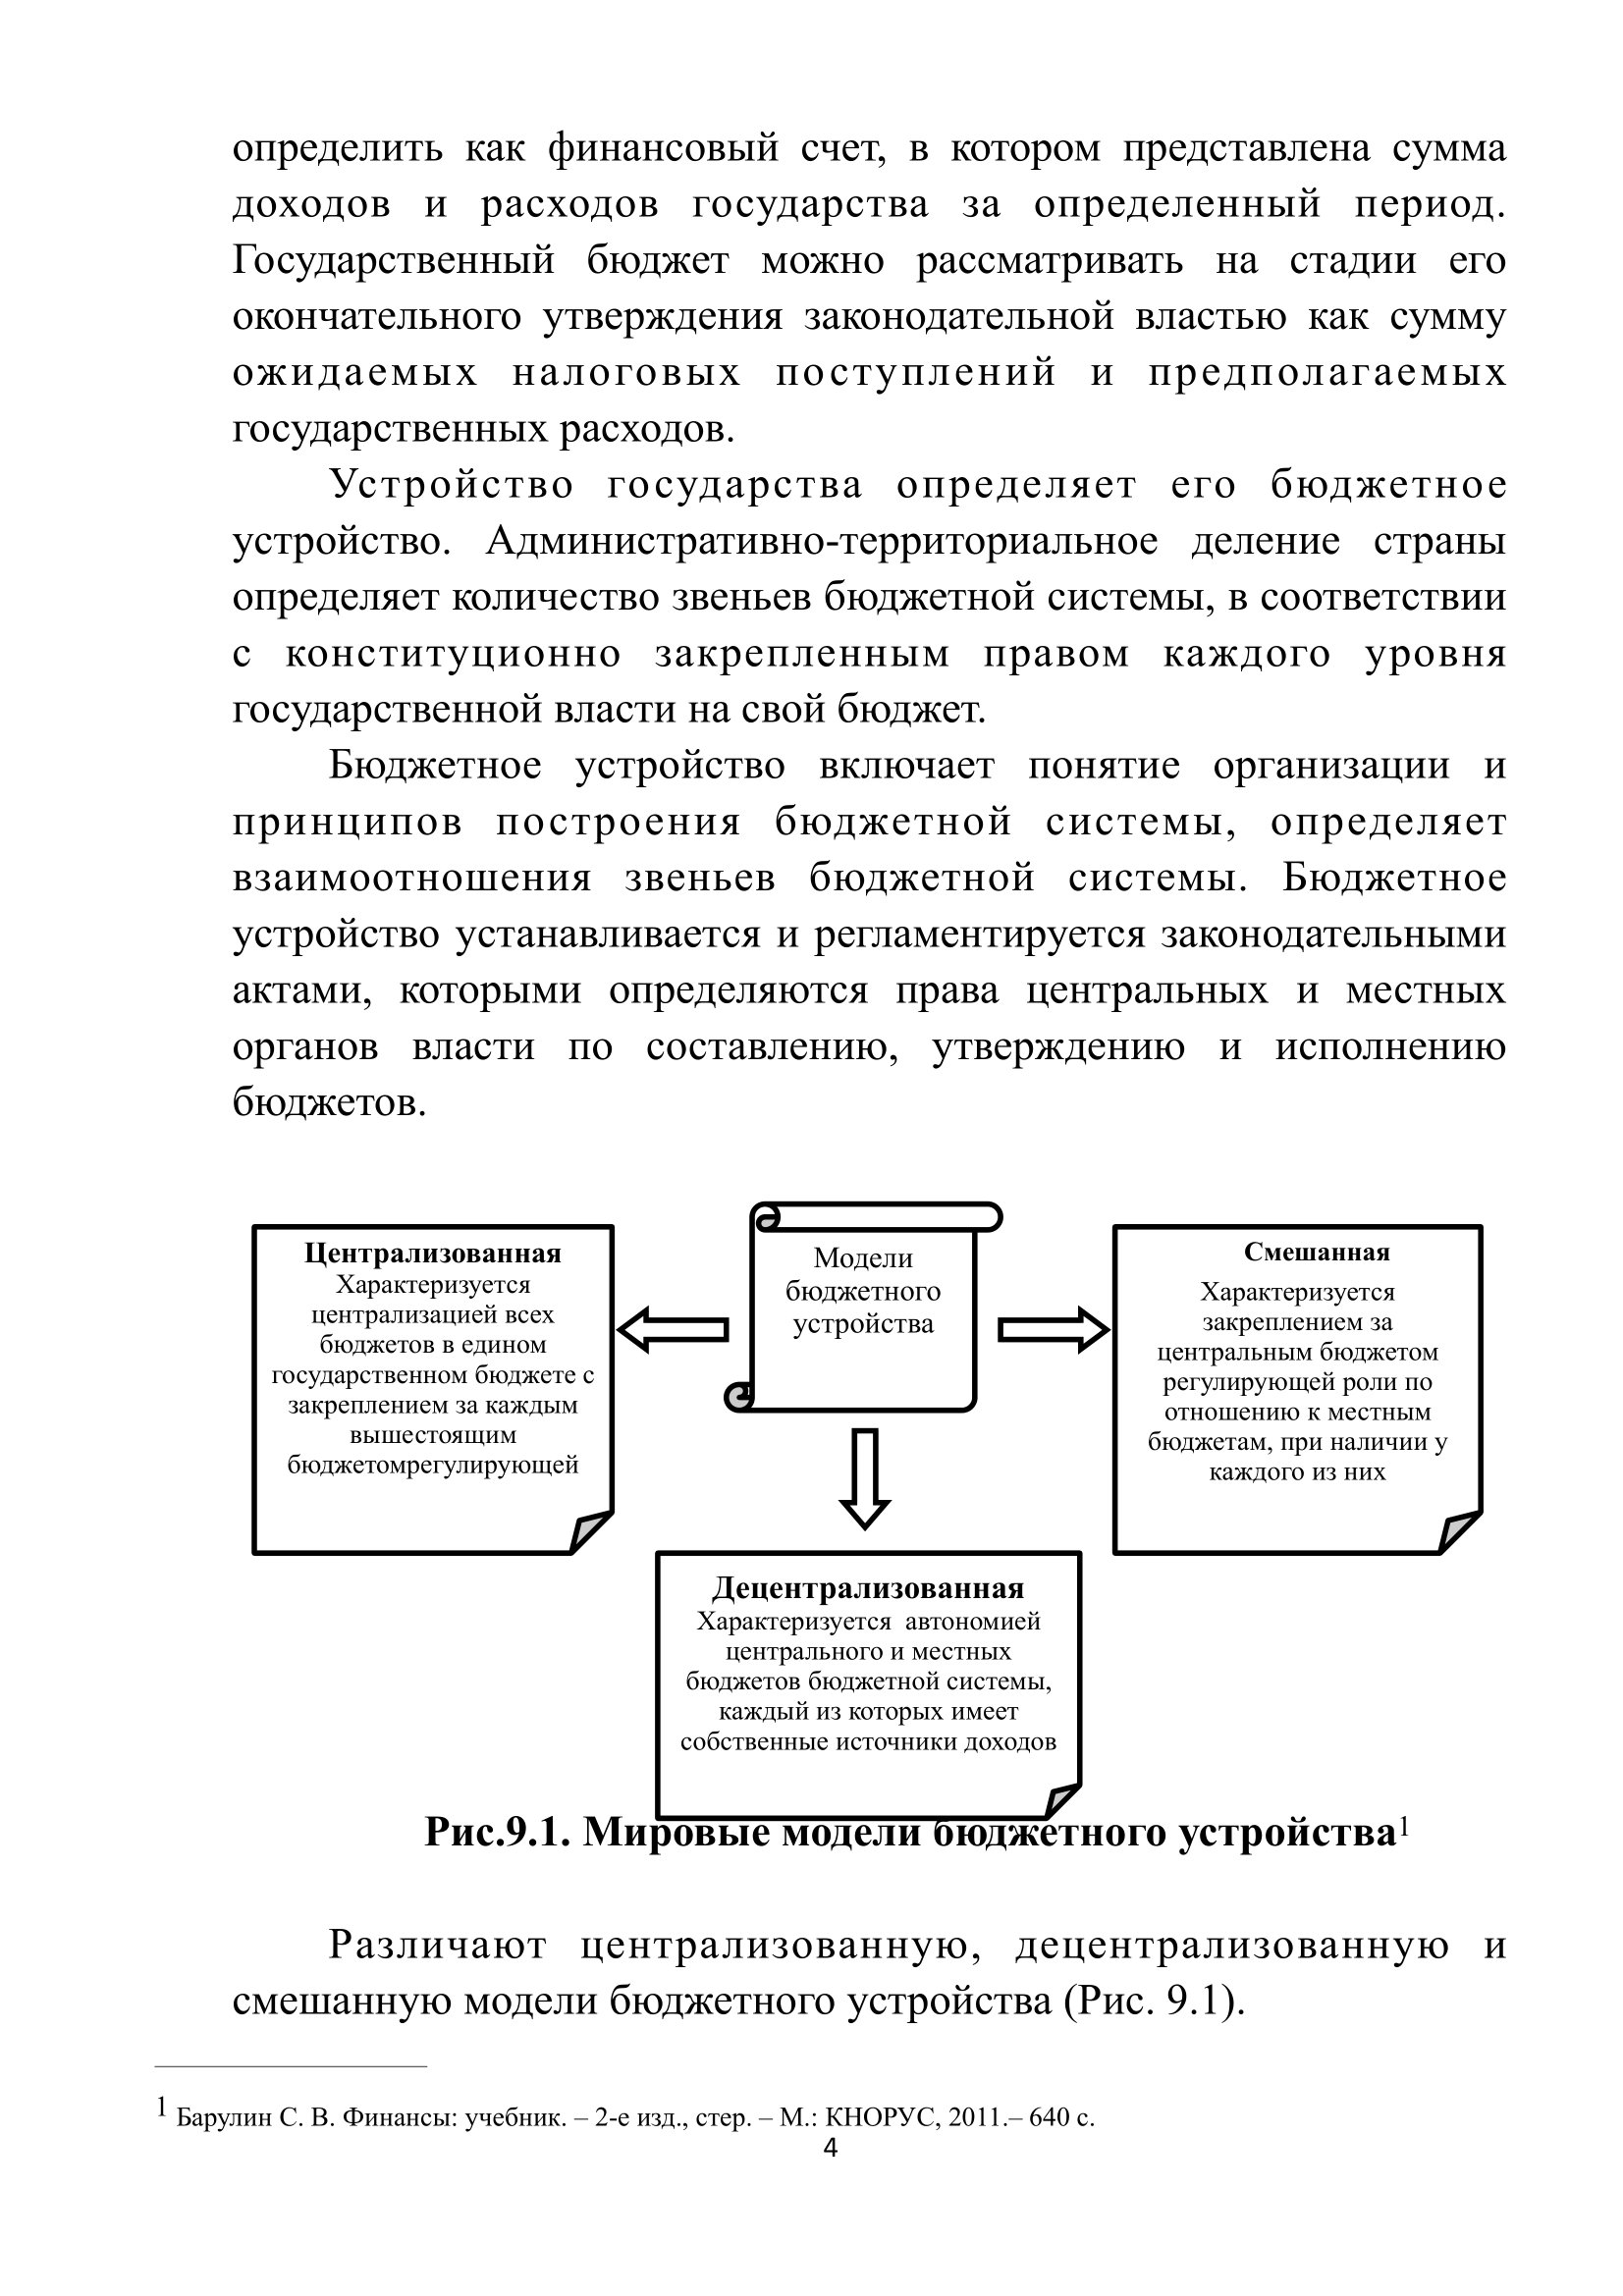 определить как финансовый счет, в котором представлена сумма
доходов и расходов государства за определенный период.
Государственный бюджет можно рассматривать на стадии его
окончательного утверждения законодательной властью как сумму
ожидаемых налоговых поступлений и предполагаемых
государственных расходов.
Устройство государства определяет его бюджетное
устройство. Административно-территориальное деление страны
определяет количество звеньев бюджетной системы, в соответствии
с конституционно закрепленным правом каждого уровня
государственной власти на свой бюджет.
Бюджетное устройство включает понятие организации и
принципов построения бюджетной системы, определяет
взаимоотношения звеньев бюджетной системы. Бюджетное
устройство устанавливается и регламентируется законодательными
актами, которыми определяются права центральных и местных
органов власти по составлению, утверждению и исполнению
бюджетов.
Централизованная
Характеризуется
централизацией всех
бюджетов в едином
государственном бюджете с
закреплением за каждым
вышестоящим
бюджетомрегулирующей
Модели
бюджетного
устройства
Смешанная
Характеризуется
закреплением за
центральным бюджетом
регулирующей роли по
отношению к местным
бюджетам, при наличии у
каждого из них
Децентрализованная
Характеризуется автономией
центрального и местных
бюджетов бюджетной системы,
каждый из которых имеет
собственные источники доходов
Рис.9.1. Мировые модели бюджетного устройства1
Различают централизованную, децентрализованную и
смешанную модели бюджетного устройства (Рис. 9.1).
1 Барулин С. В. Финансы: учебник. – 2-е изд., стер. – М.: КНОРУС, 2011.– 640 с.
4